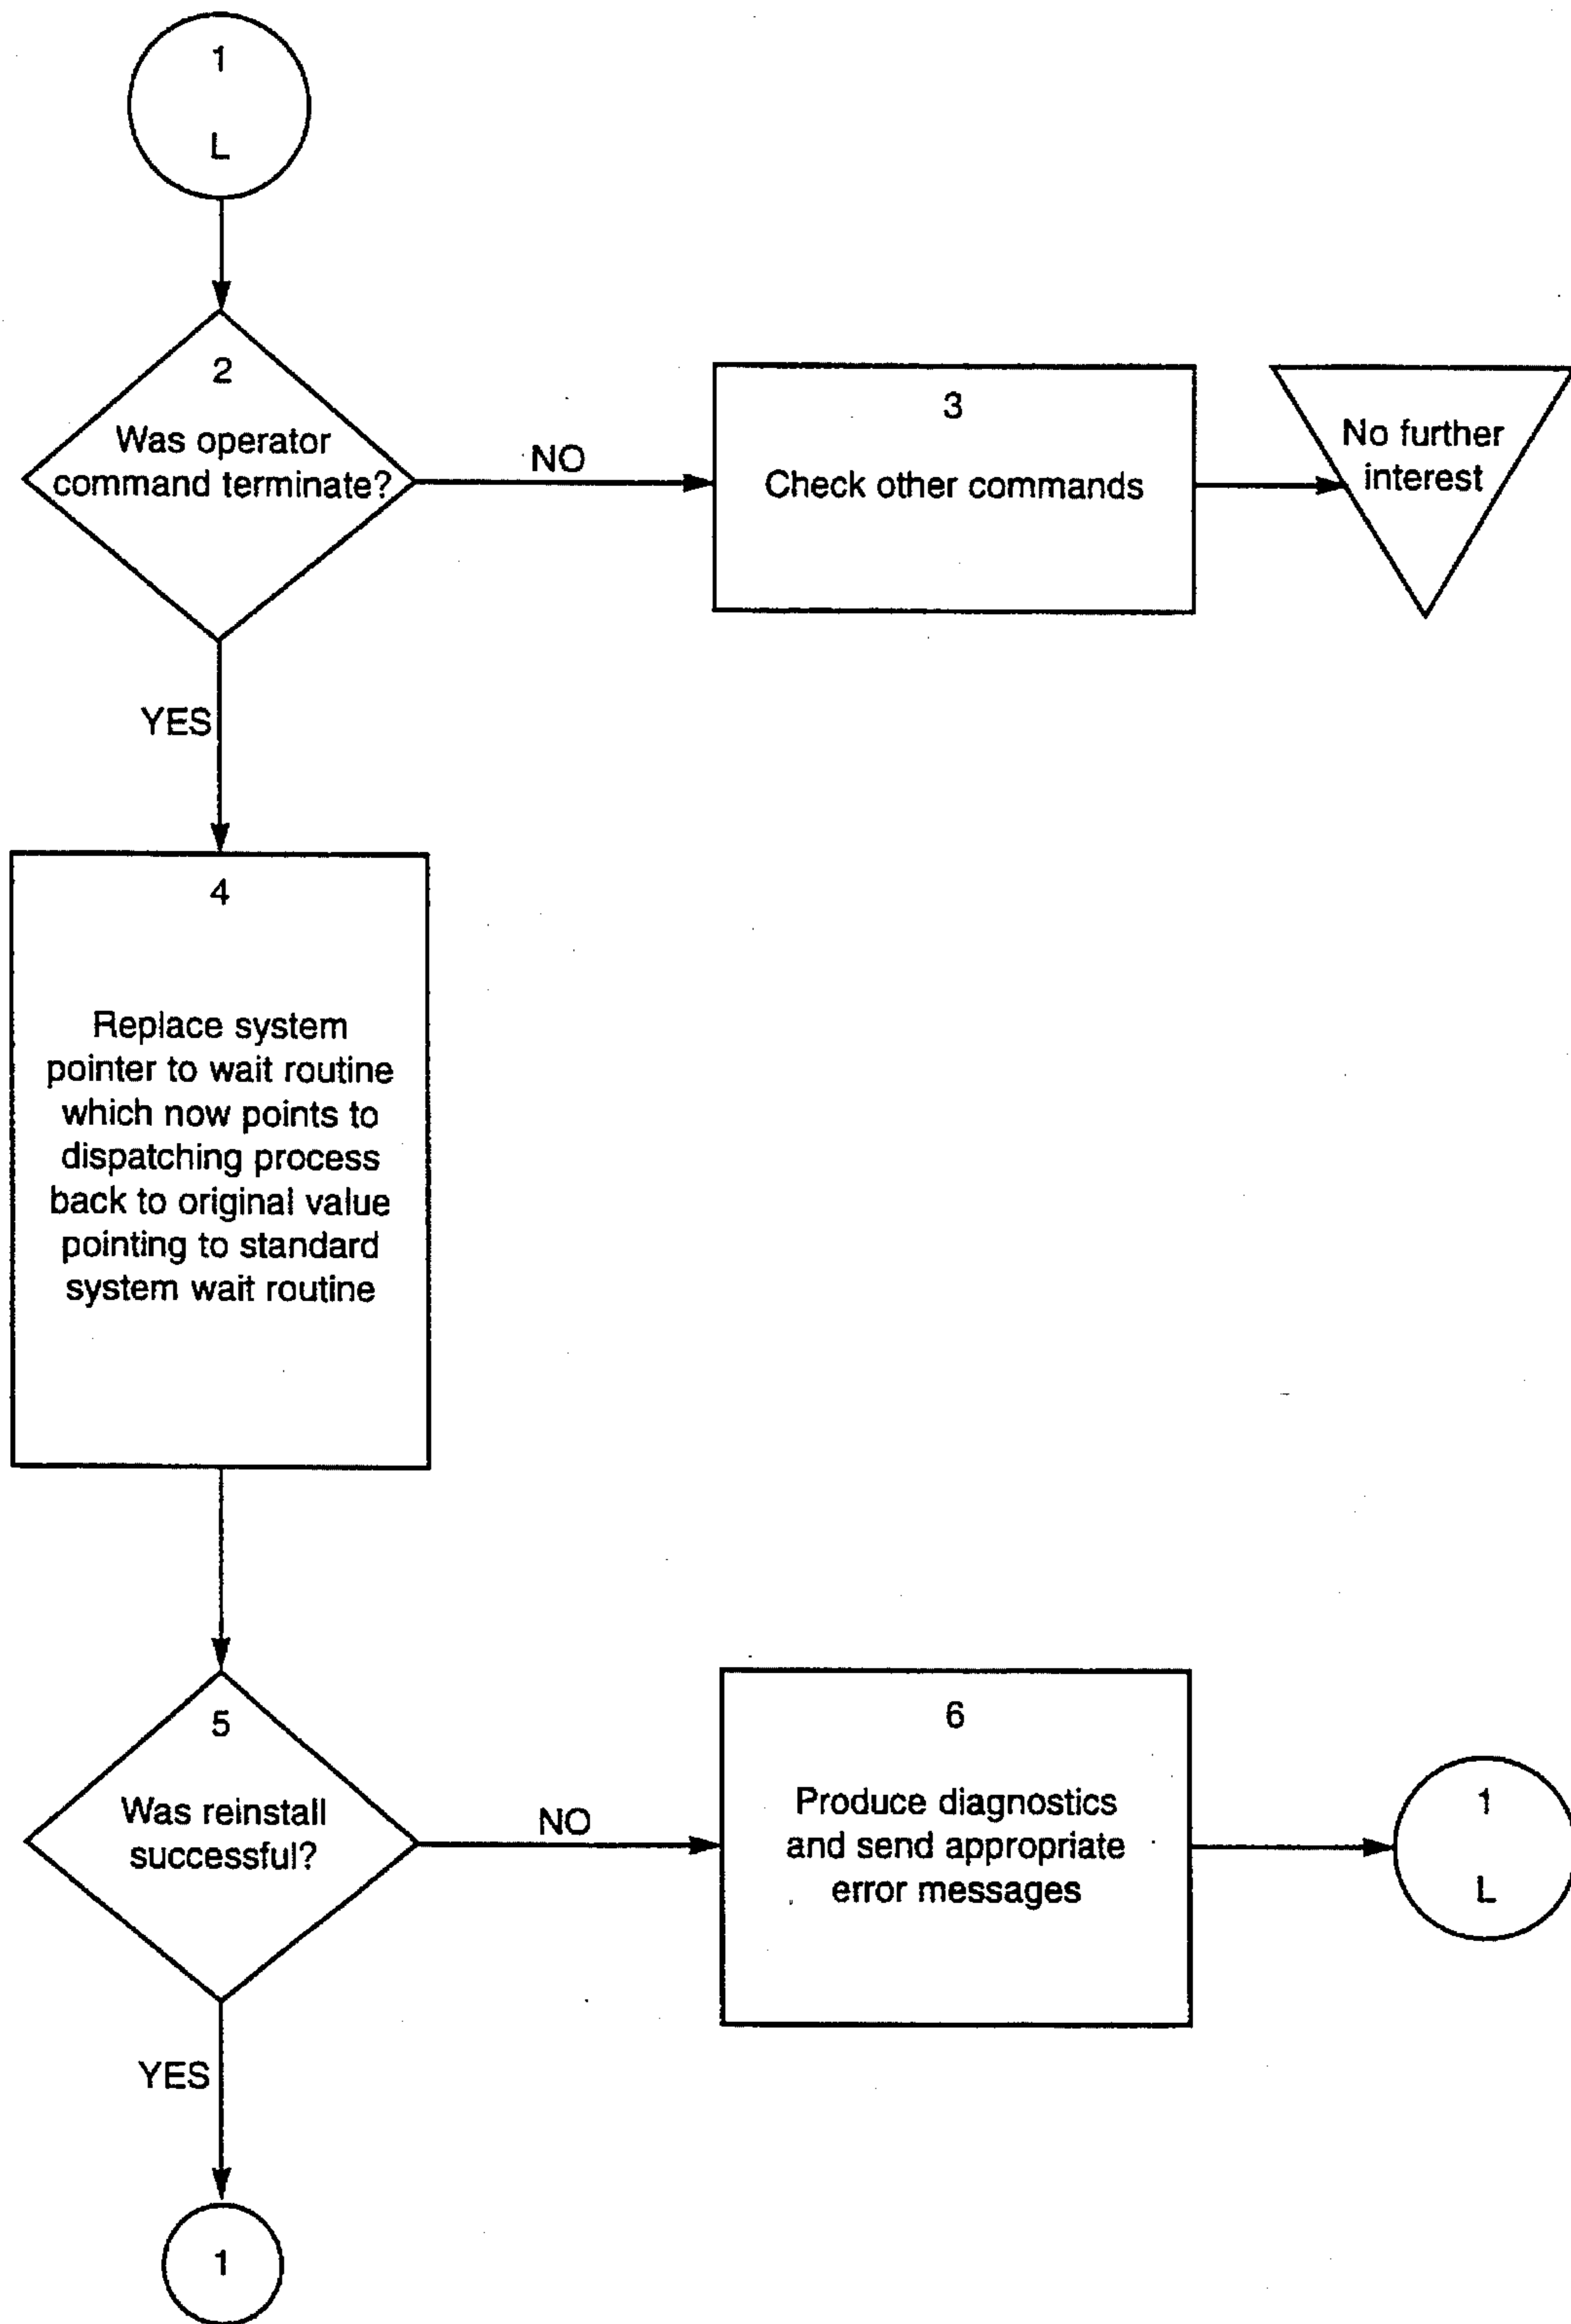 1
L
2
Was operator
command terminate?
NO
3
Check other commands
No further
interest
YES
4
Replace system
pointer to wait routine
which now points to
dispatching process
back to original value
pointing to standard
system wait routine
5
Was reinstall
successful?
NO
6
Produce diagnostics
and send appropriate
error messages
1
L
YES
1